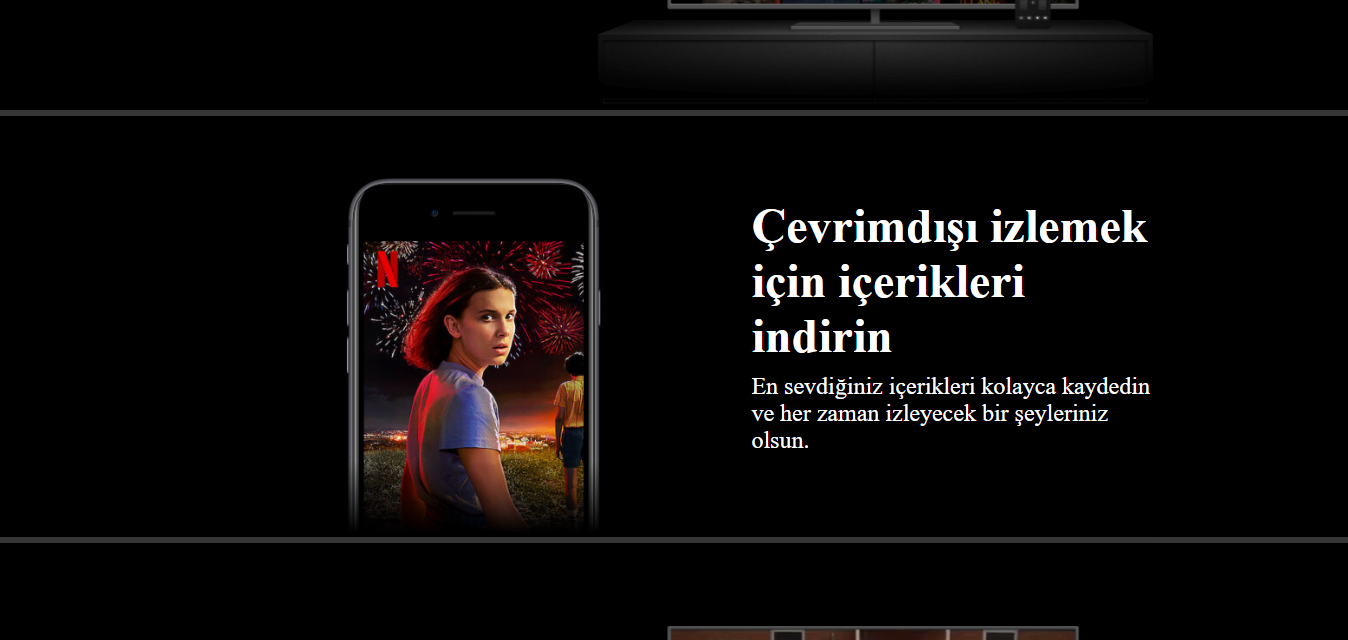 Çevrimdışı izlemek
için içerikleri
indirin
En sevdiğiniz içerikleri kolayca kaydedin
ve her zaman izleyecek bir şeyleriniz
olsun.